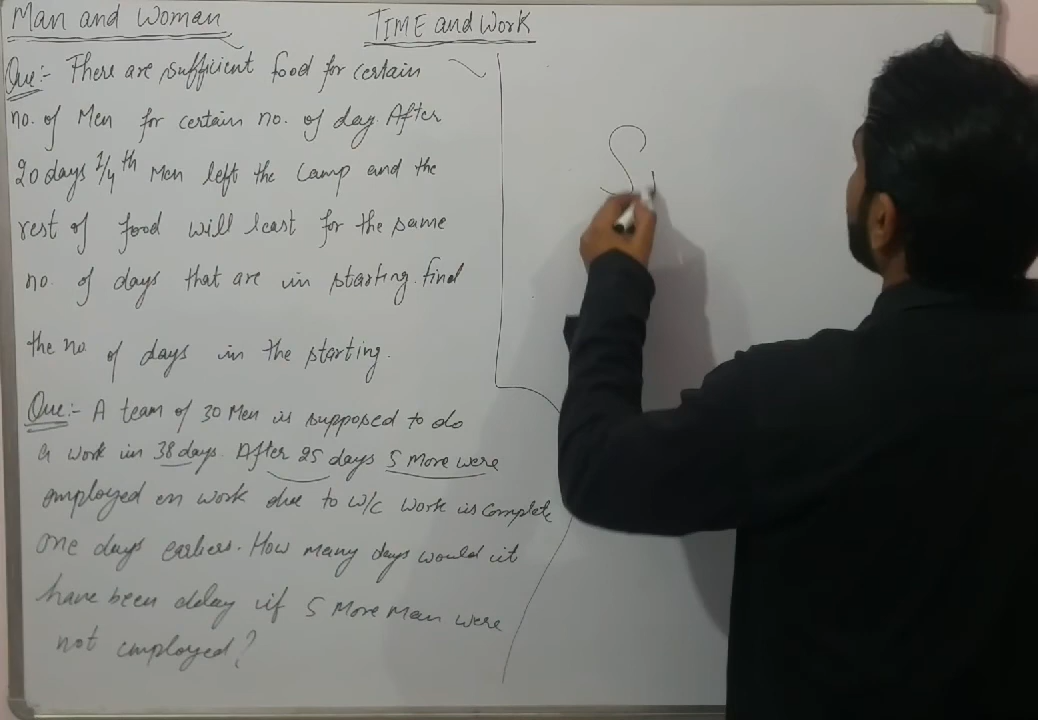 Man and Woman
TIME and Work
Que:- There are sufficient food for certain
no. of Men for certain no. of day. After
20 days 1/4th Men left the Camp and the
rest of food will least for the same
no. of days that are in starting. find
the no of days in the starting.
Que:- A team of 30 Men is supposed to do
a work in 38 days. After 25 days 5 More were
employed on work due to w/c work is complete
one days earliers. How many days would it
have been delay if 5 More Man were
not employed?
S